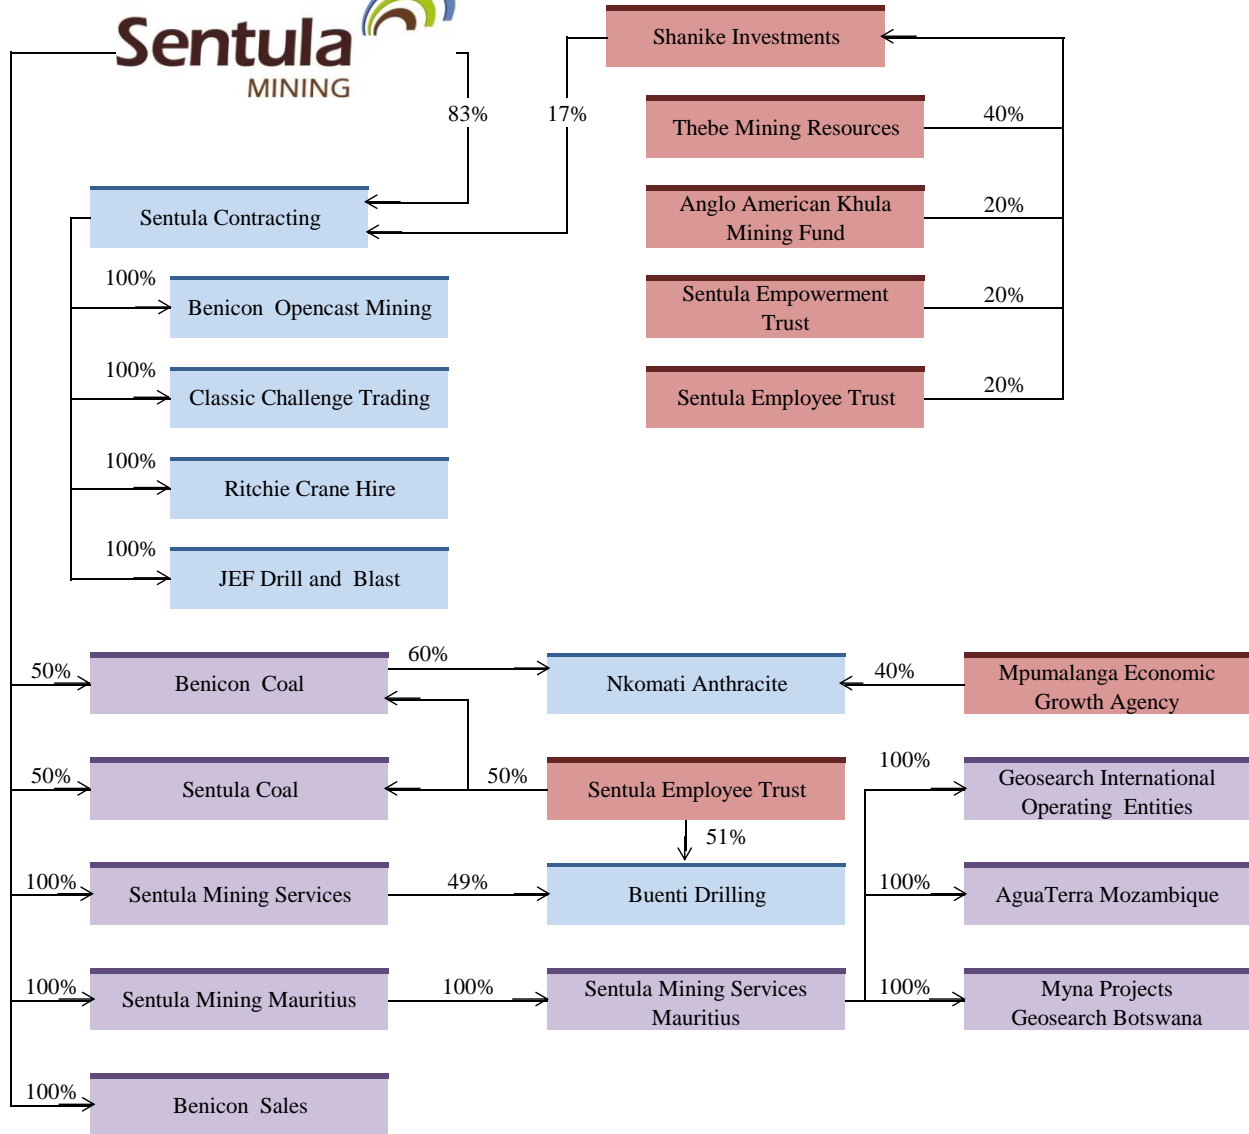 Sentula
MINING
Shanike Investments
83%
17%
Thebe Mining Resources
40%
Sentula Contracting
Anglo American Khula
Mining Fund
20%
100%
Benicon Opencast Mining
Sentula Empowerment
Trust
20%
100%
Classic Challenge Trading
Sentula Employee Trust
20%
100%
Ritchie Crane Hire
100%
JEF Drill and Blast
50%
Benicon Coal
60%
Nkomati Anthracite
40%
Mpumalanga Economic
Growth Agency
50%
Sentula Coal
50%
Sentula Employee Trust
100%
Geosearch International
Operating Entities
51%
100%
Sentula Mining Services
49%
Buenti Drilling
100%
AguaTerra Mozambique
100%
Sentula Mining Mauritius
100%
Sentula Mining Services
Mauritius
100%
Myna Projects
Geosearch Botswana
100%
Benicon Sales